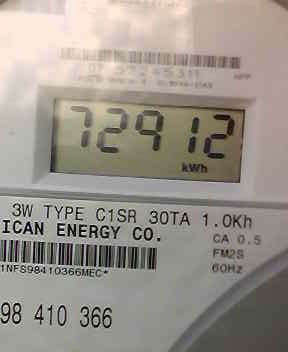 72912
kWh
3W TYPE C1SR 30TA 1.0Kh
ICAN ENERGY CO.
CA 0.5
FM2S
60Hz
1NFS98410366MEC*
98 410 366